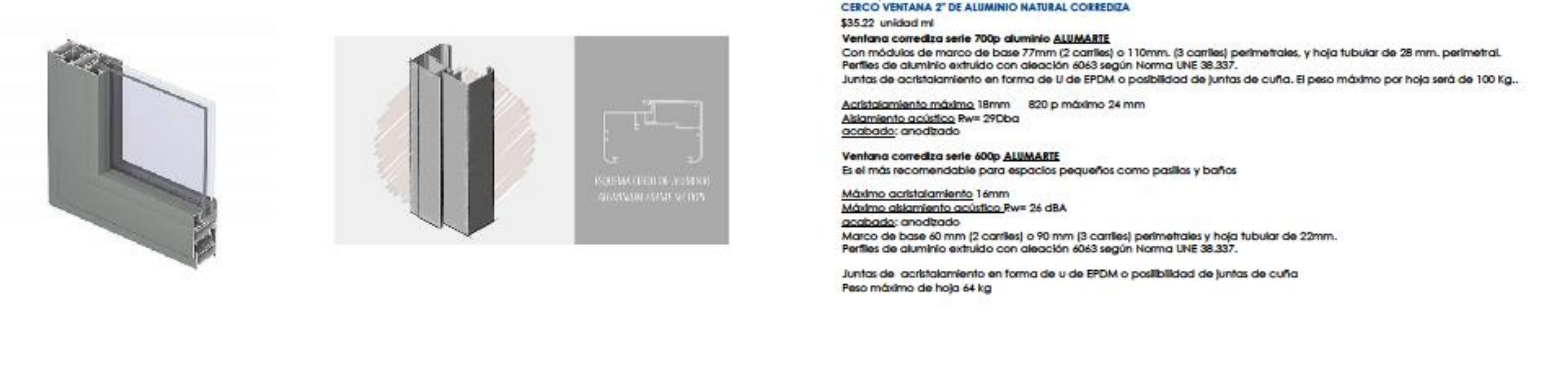 CERCO VENTANA 2" DE ALUMINIO NATURAL CORREDIZA
$35.22 unidad ml
Ventana corrediza serie 700p aluminio ALUMARTE
Con módulos de marco de base 77mm (2 carriles) o 110mm. (3 carriles) perimetrales, y hoja tubular de 28 mm. perimetral.
Perfiles de aluminio extruido con aleación 6063 según Norma UNE 38.337.
Juntas de acristalamiento en forma de U de EPDM o posibilidad de juntas de cuña. El peso máximo por hoja será de 100 Kg..
Acristalamiento máximo 18mm 820 p máximo 24 mm
Aislamiento acústico Rw= 29Dba
acabado: anodizado
Ventana corrediza serie 600p ALUMARTE
Es el más recomendable para espacios pequeños como pasillos y baños
Máximo acristalamiento 16mm
Máximo aislamiento acústico Rw= 26 dBA
acabado: anodizado
Marco de base 60 mm (2 carriles) o 90 mm (3 carriles) perimetrales y hoja tubular de 22mm.
Perfiles de aluminio extruido con aleación 6063 según Norma UNE 38.337.
Juntas de acristalamiento en forma de u de EPDM o posibilidad de juntas de cuña
Peso máximo de hoja 64 kg
ESQUEMA CERCO DE ALUMINIO
ALUMINIUM FRAME SECTION